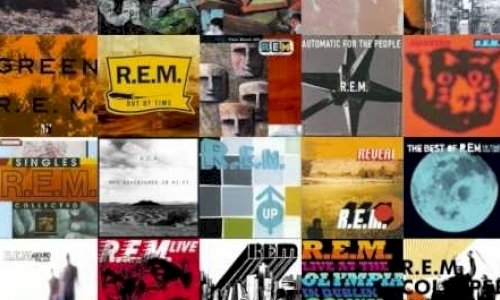 GREEN
R.E.M.
R.E.M.
OUT OF TIME
R.E.M.
AUTOMATIC FOR THE PEOPLE
R.E.M.
R.E.M.
SINGLES
R.E.M.
COLLECTED
R.E.M.
NEW ADVENTURES IN HI-FI
R.E.M.
UP
REVEAL
R.E.M.
THE BEST OF R.E.M.
R.E.M.
R.E.M. LIVE
REM
R.E.M.
LIVE AT THE
OLYMPIA
IN DUBLIN
R.E.M.